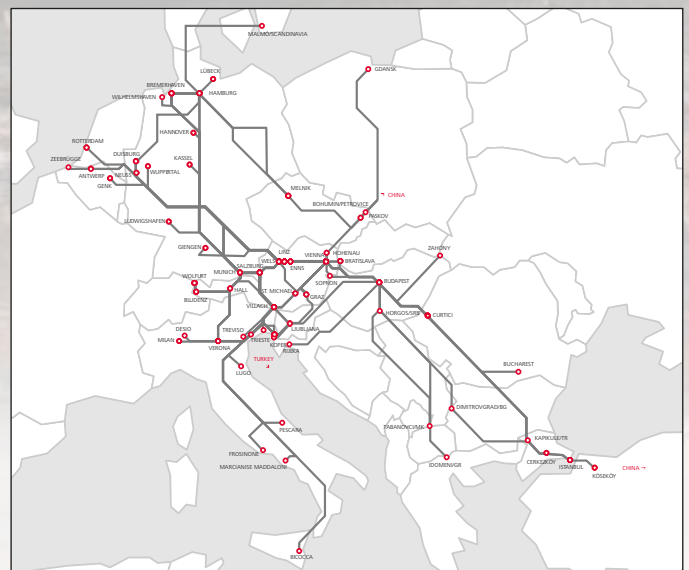 MALMÖ/SCANDINAVIA
GDANSK
LÜBECK
BREMERHAVEN
WILHELMSHAVEN
HAMBURG
HANNOVER
ROTTERDAM
ZEEBRÜGGE
DUISBURG
KASSEL
ANTWERP
NEUSS
WUPPERTAL
GENK
MELNIK
CHINA
BOHUMIN/PETROVICE
PASKOV
LUDWIGSHAFEN
GIENGEN
LINZ
VIENNA
HOHENAU
ZAHONY
WELS
ENNS
BRATISLAVA
SALZBURG
MUNICH
SOPRON
WOLFURT
HALL
ST. MICHAEL
GRAZ
BUDAPEST
BLUDENZ
VILLACH
HORGOS/SRB
CURTICI
DESIO
TREVISO
LJUBLJANA
MILAN
VERONA
TRIESTE
KOPER
RIJEKA
TURKEY
LUGO
BUCHAREST
DIMITROVGRAD/BG
TABANOVCI/MK
PESCARA
KAPIKULE/TR
FROSINONE
MARCIANISE MADDALONI
IDOMENI/GR
CERKEZKÖY
ISTANBUL
CHINA →
KÖSEKÖY
BICOCCA